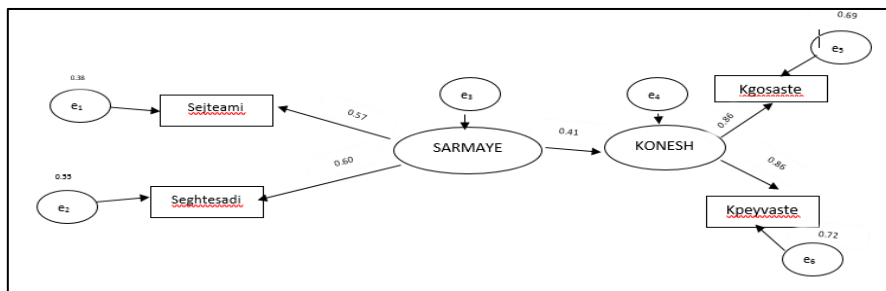 0.69
e₅
0.38
e₁
Sejteami
e₃
e₄
Kgosaste
0.57
0.41
0.86
SARMAYE
KONESH
0.60
0.86
0.55
e₂
Seghtesadi
Kpeyvaste
0.72
e₆